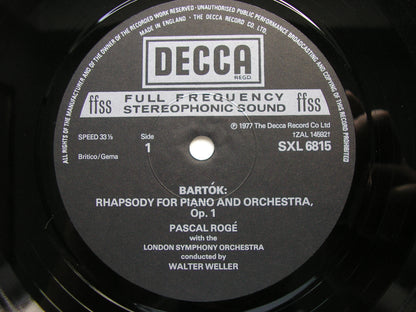 ALL RIGHTS OF THE MANUFACTURER AND OF THE OWNER OF THE RECORDED WORK RESERVED · UNAUTHORISED PUBLIC PERFORMANCE BROADCASTING AND COPYING OF THIS RECORD PROHIBITED
MADE IN ENGLAND · THE DECCA RECORD CO LTD.
DECCA
REGD
ffss FULL FREQUENCY ffss
STEREOPHONIC SOUND
SPEED 33⅓
Side
1
℗ 1977 The Decca Record Co Ltd
SXL 6815
Britico/Gema
BARTÓK:
RHAPSODY FOR PIANO AND ORCHESTRA,
Op. 1
PASCAL ROGÉ
with the
LONDON SYMPHONY ORCHESTRA
conducted by
WALTER WELLER